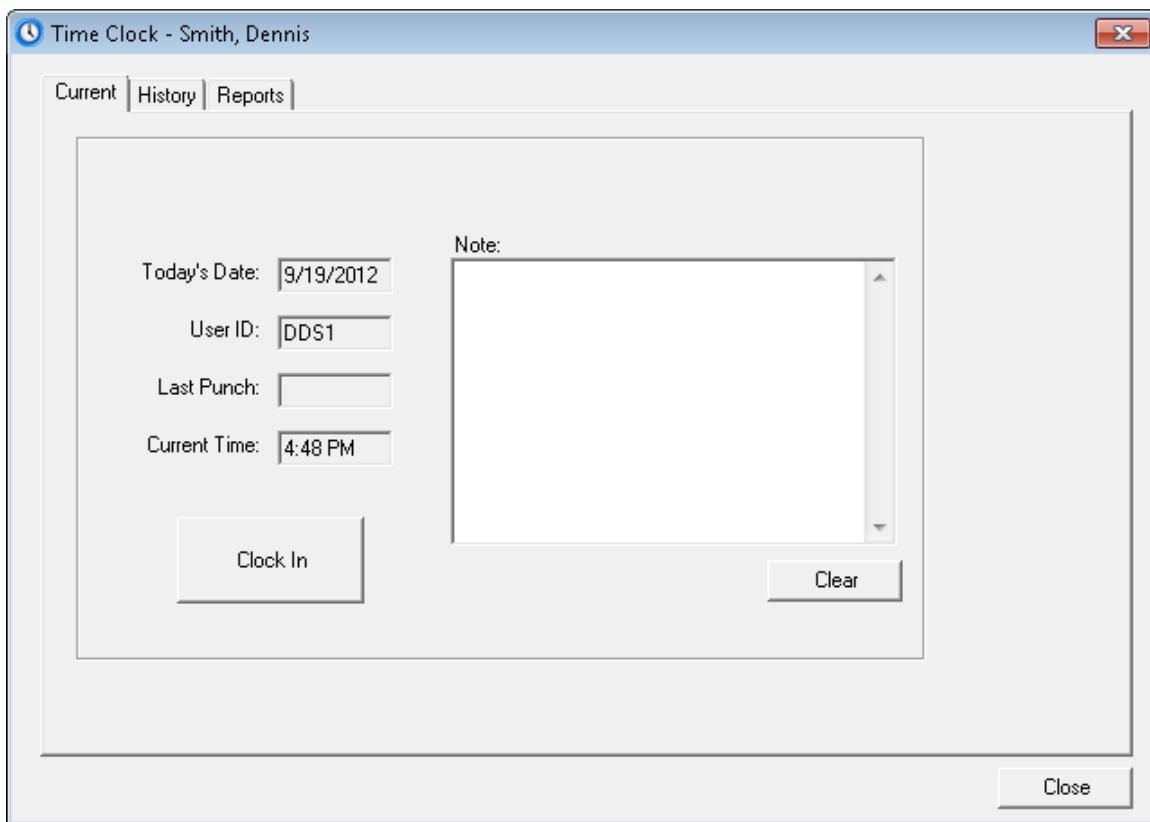 Time Clock - Smith, Dennis
Current History Reports
Note:
Today's Date: 9/19/2012
User ID: DDS1
Last Punch:
Current Time: 4:48 PM
Clock In
Clear
Close